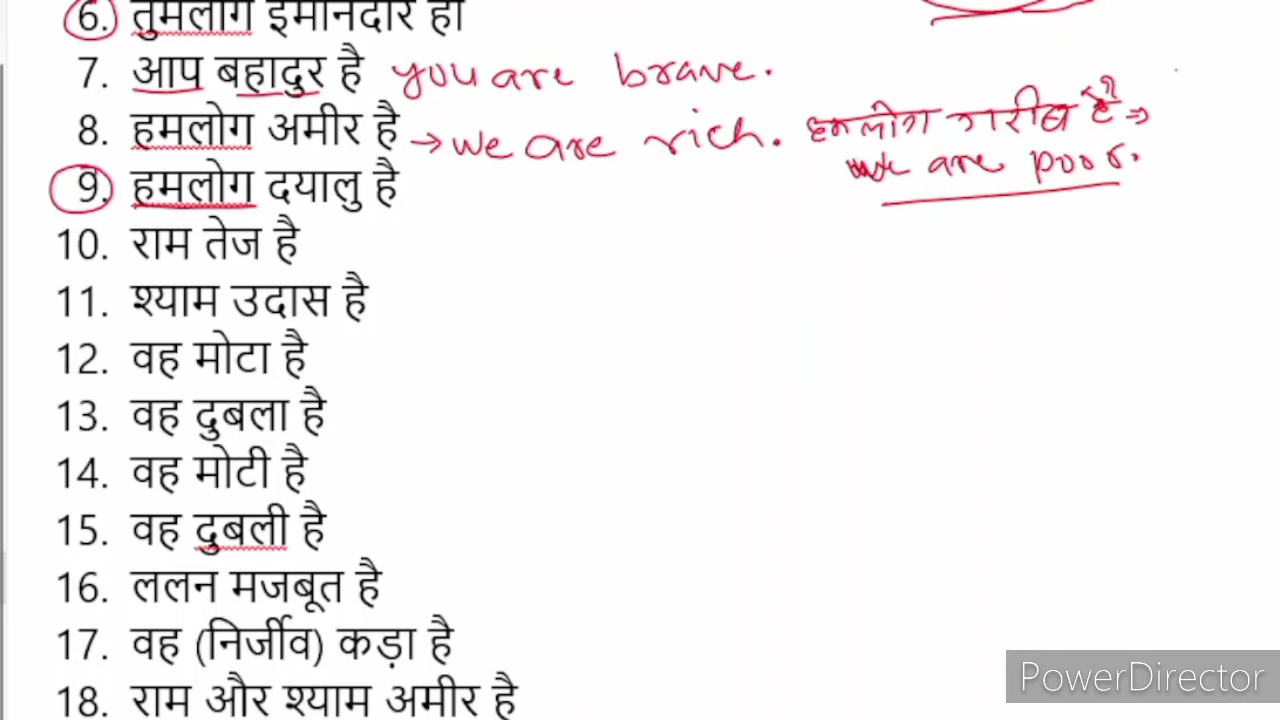 6. तुमलोग इमानदार हो
7. आप बहादुर है you are brave.
8. हमलोग अमीर है → we are rich. हमलोग गरीब है ⇒
we are poor.
9. हमलोग दयालु है
10. राम तेज है
11. श्याम उदास है
12. वह मोटा है
13. वह दुबला है
14. वह मोटी है
15. वह दुबली है
16. ललन मजबूत है
17. वह (निर्जीव) कड़ा है
18. राम और श्याम अमीर है
PowerDirector